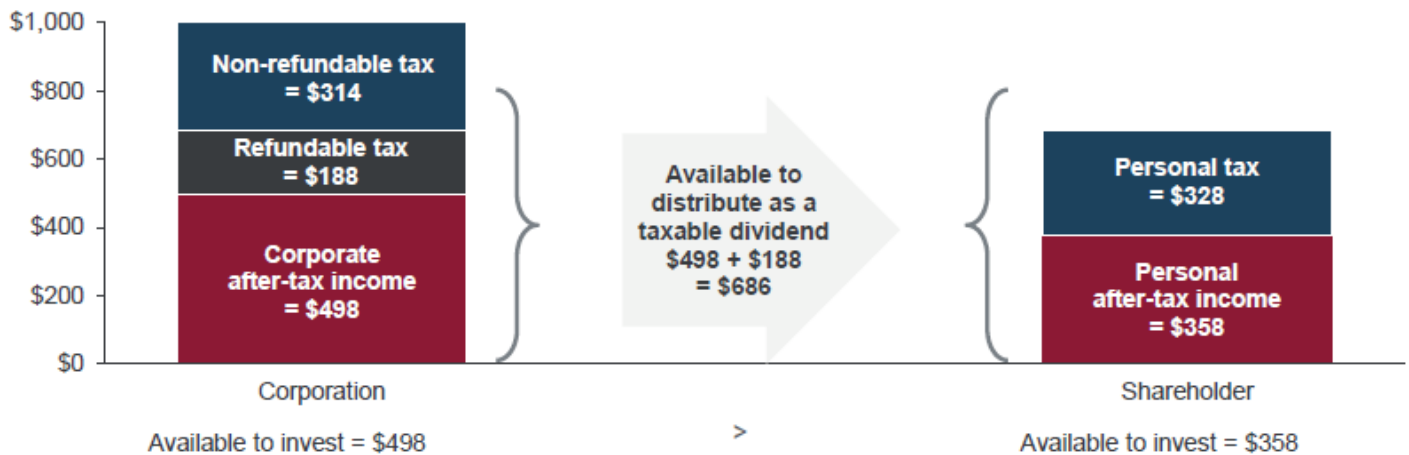 $1,000
$800
$600
$400
$200
$0
Non-refundable tax
= $314
Refundable tax
= $188
Corporate
after-tax income
= $498
Available to
distribute as a
taxable dividend
$498 + $188
= $686
Personal tax
= $328
Personal
after-tax income
= $358
Corporation
Shareholder
Available to invest = $498
>
Available to invest = $358